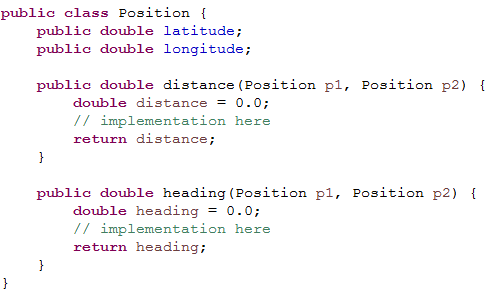 public class Position {
    public double latitude;
    public double longitude;

    public double distance(Position p1, Position p2) {
        double distance = 0.0;
        // implementation here
        return distance;
    }

    public double heading(Position p1, Position p2) {
        double heading = 0.0;
        // implementation here
        return heading;
    }
}